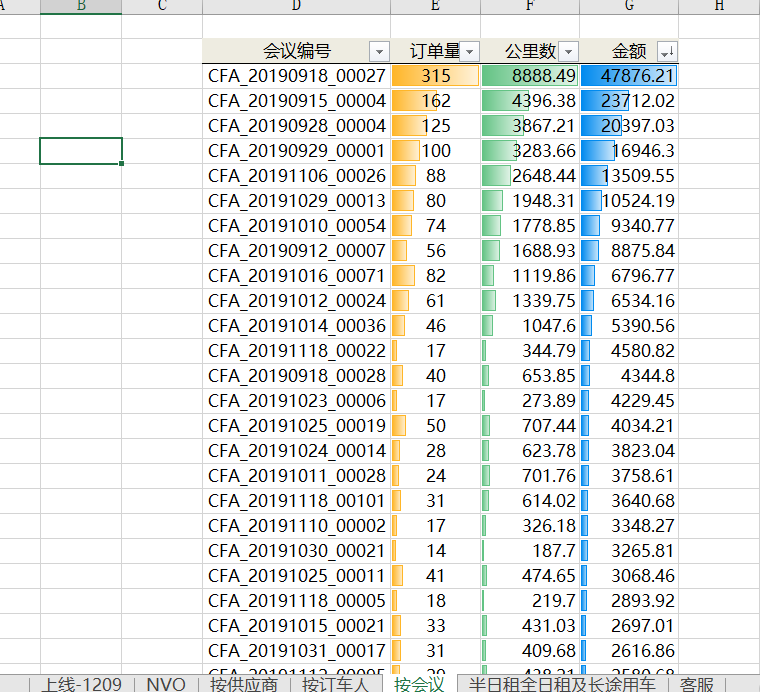 A B C D E F G H
会议编号 订单量 公里数 金额
CFA_20190918_00027 315 8888.49 47876.21
CFA_20190915_00004 162 4396.38 23712.02
CFA_20190928_00004 125 3867.21 20397.03
CFA_20190929_00001 100 3283.66 16946.3
CFA_20191106_00026 88 2648.44 13509.55
CFA_20191029_00013 80 1948.31 10524.19
CFA_20191010_00054 74 1778.85 9340.77
CFA_20190912_00007 56 1688.93 8875.84
CFA_20191016_00071 82 1119.86 6796.77
CFA_20191012_00024 61 1339.75 6534.16
CFA_20191014_00036 46 1047.6 5390.56
CFA_20191118_00022 17 344.79 4580.82
CFA_20190918_00028 40 653.85 4344.8
CFA_20191023_00006 17 273.89 4229.45
CFA_20191025_00019 50 707.44 4034.21
CFA_20191024_00014 28 623.78 3823.04
CFA_20191011_00028 24 701.76 3758.61
CFA_20191118_00101 31 614.02 3640.68
CFA_20191110_00002 17 326.18 3348.27
CFA_20191030_00021 14 187.7 3265.81
CFA_20191025_00011 41 474.65 3068.46
CFA_20191118_00005 18 219.7 2893.92
CFA_20191015_00021 33 431.03 2697.01
CFA_20191031_00017 31 409.68 2616.86
上线-1209 NVO 按供应商 按订车人 按会议 半日租全日租及长途用车 客服